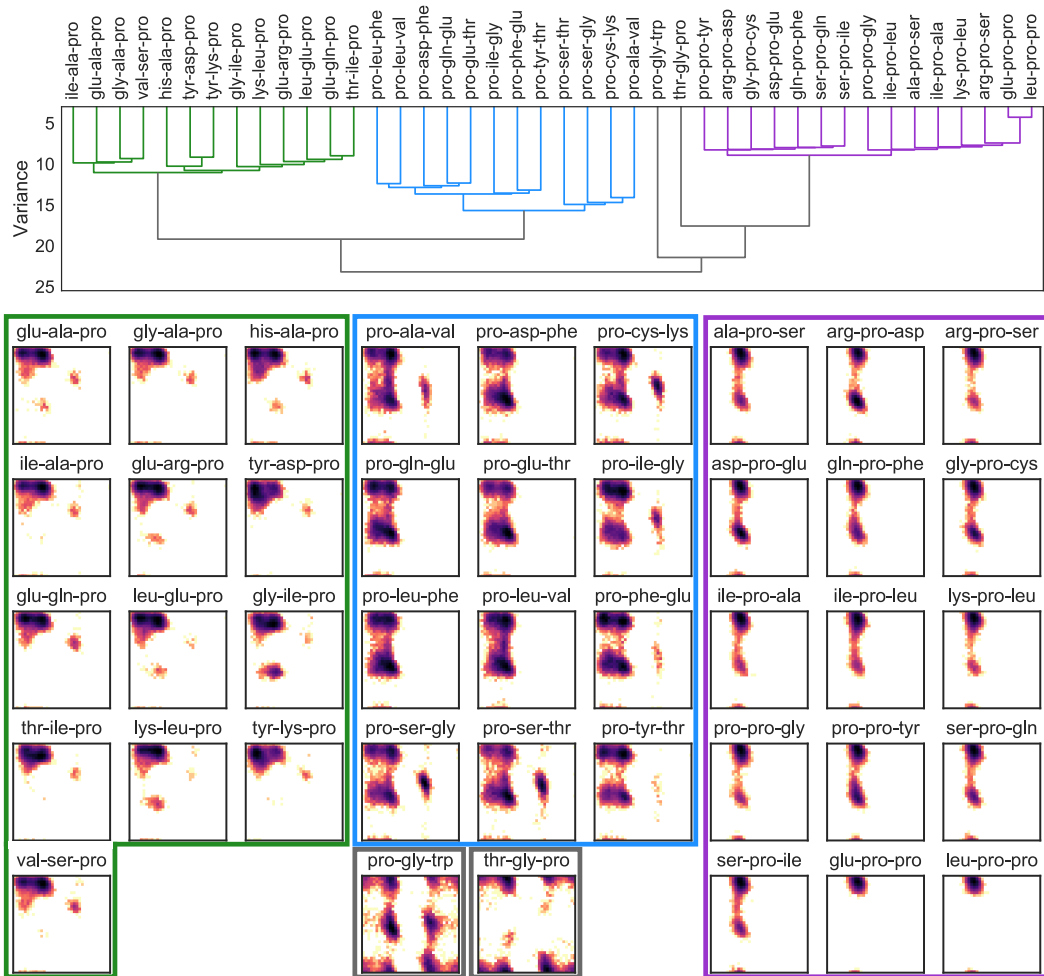 ile-ala-pro
glu-ala-pro
gly-ala-pro
val-ser-pro
his-ala-pro
tyr-asp-pro
tyr-lys-pro
gly-ile-pro
lys-leu-pro
glu-arg-pro
leu-glu-pro
glu-gln-pro
thr-ile-pro
pro-leu-phe
pro-leu-val
pro-asp-phe
pro-gln-glu
pro-glu-thr
pro-ile-gly
pro-phe-glu
pro-tyr-thr
pro-ser-thr
pro-ser-gly
pro-cys-lys
pro-ala-val
pro-gly-trp
thr-gly-pro
pro-pro-tyr
arg-pro-asp
gly-pro-cys
asp-pro-glu
gln-pro-phe
ser-pro-gln
ser-pro-ile
pro-pro-gly
ile-pro-leu
ala-pro-ser
ile-pro-ala
lys-pro-leu
arg-pro-ser
glu-pro-pro
leu-pro-pro
Variance
5
10
15
20
25
glu-ala-pro gly-ala-pro his-ala-pro pro-ala-val pro-asp-phe pro-cys-lys ala-pro-ser arg-pro-asp arg-pro-ser
ile-ala-pro glu-arg-pro tyr-asp-pro pro-gln-glu pro-glu-thr pro-ile-gly asp-pro-glu gln-pro-phe gly-pro-cys
glu-gln-pro leu-glu-pro gly-ile-pro pro-leu-phe pro-leu-val pro-phe-glu ile-pro-ala ile-pro-leu lys-pro-leu
thr-ile-pro lys-leu-pro tyr-lys-pro pro-ser-gly pro-ser-thr pro-tyr-thr pro-pro-gly pro-pro-tyr ser-pro-gln
val-ser-pro pro-gly-trp thr-gly-pro ser-pro-ile glu-pro-pro leu-pro-pro